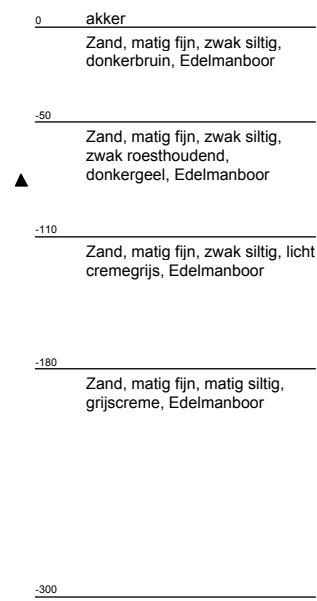 0 akker
Zand, matig fijn, zwak siltig,
donkerbruin, Edelmanboor
-50
Zand, matig fijn, zwak siltig,
zwak roesthoudend,
donkergeel, Edelmanboor
-110
Zand, matig fijn, zwak siltig, licht
cremegrijs, Edelmanboor
-180
Zand, matig fijn, matig siltig,
grijscreme, Edelmanboor
-300